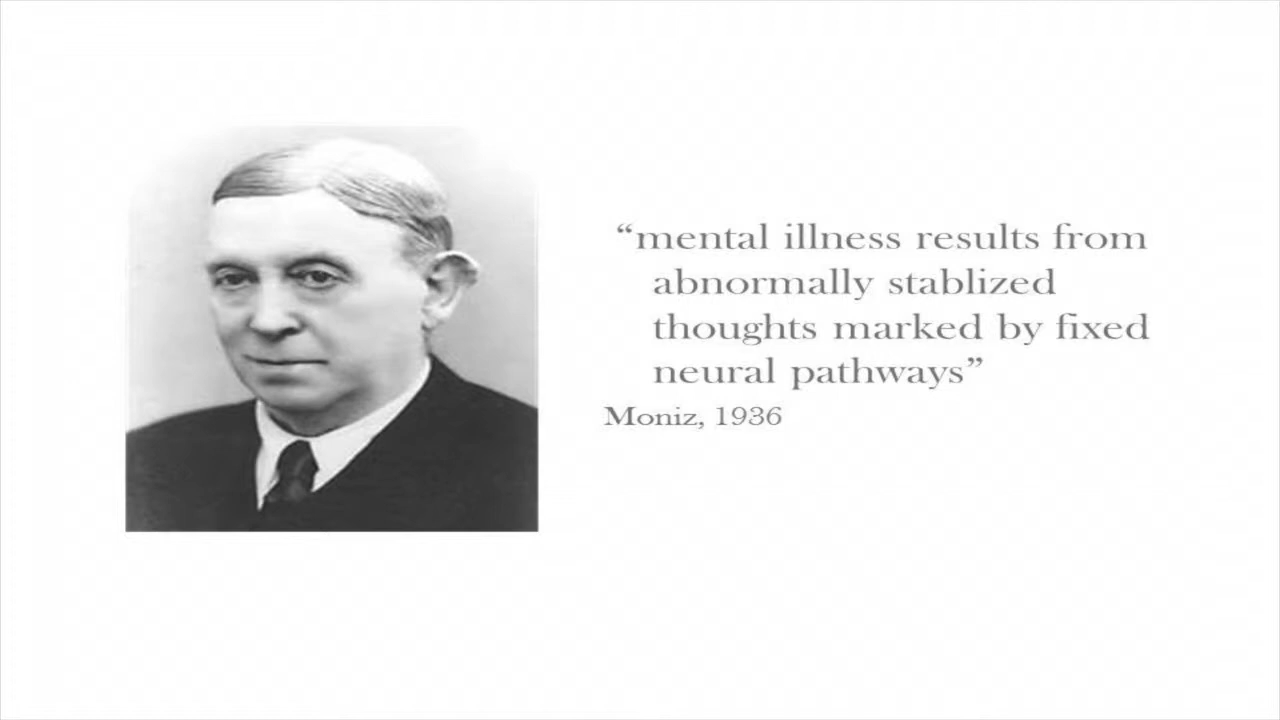 “mental illness results from
abnormally stablized
thoughts marked by fixed
neural pathways”
Moniz, 1936